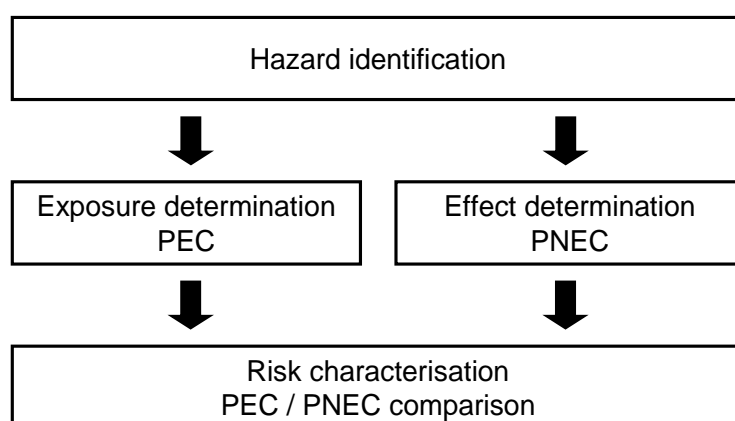 Hazard identification
Exposure determination
PEC
Effect determination
PNEC
Risk characterisation
PEC / PNEC comparison